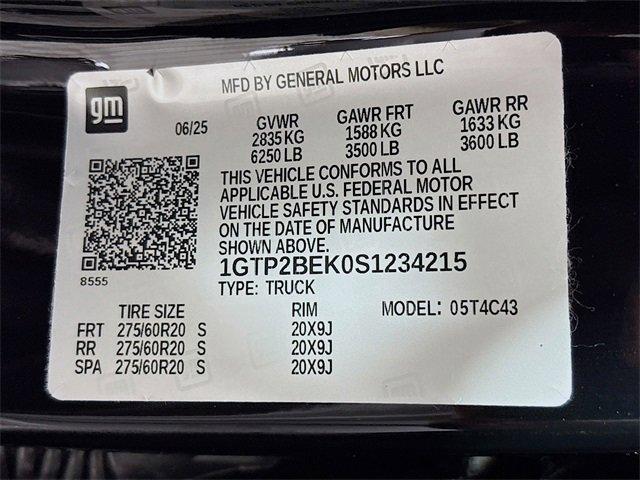 gm
MFD BY GENERAL MOTORS LLC
06/25
GVWR GAWR FRT GAWR RR
2835 KG 1588 KG 1633 KG
6250 LB 3500 LB 3600 LB
THIS VEHICLE CONFORMS TO ALL
APPLICABLE U.S. FEDERAL MOTOR
VEHICLE SAFETY STANDARDS IN EFFECT
ON THE DATE OF MANUFACTURE
SHOWN ABOVE.
1GTP2BEK0S1234215
8555
TYPE: TRUCK
TIRE SIZE RIM MODEL: 05T4C43
FRT 275/60R20 S 20X9J
RR 275/60R20 S 20X9J
SPA 275/60R20 S 20X9J